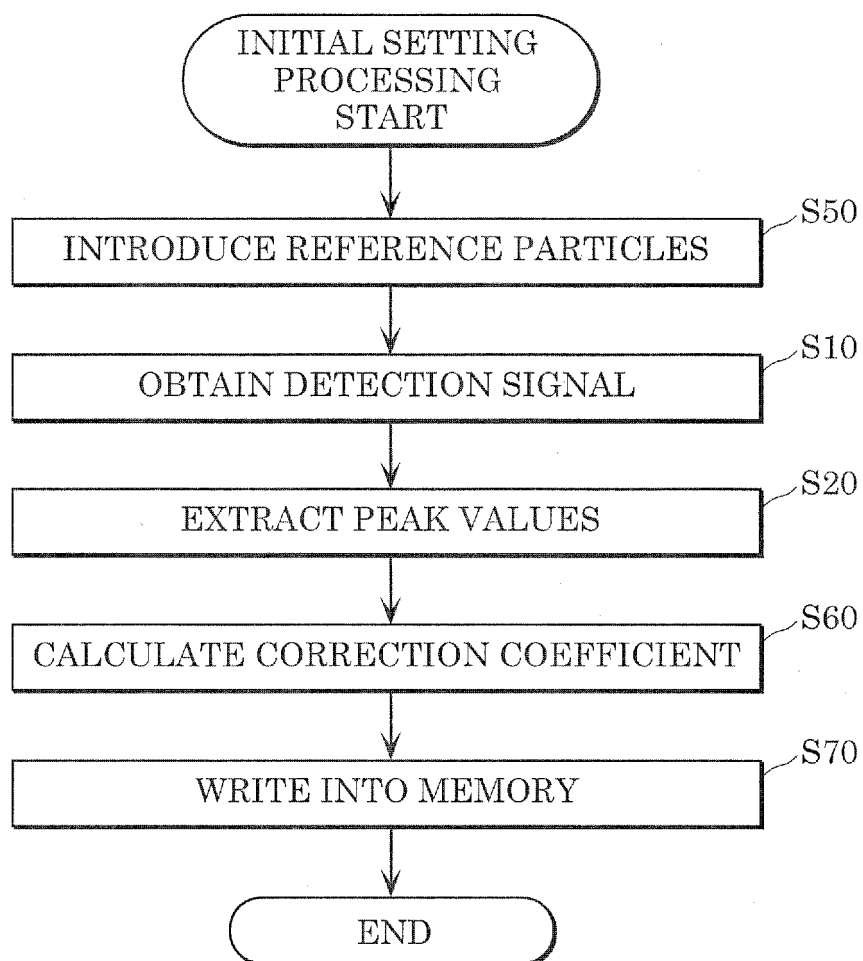 INITIAL SETTING
PROCESSING
START
S50
INTRODUCE REFERENCE PARTICLES
S10
OBTAIN DETECTION SIGNAL
S20
EXTRACT PEAK VALUES
S60
CALCULATE CORRECTION COEFFICIENT
S70
WRITE INTO MEMORY
END